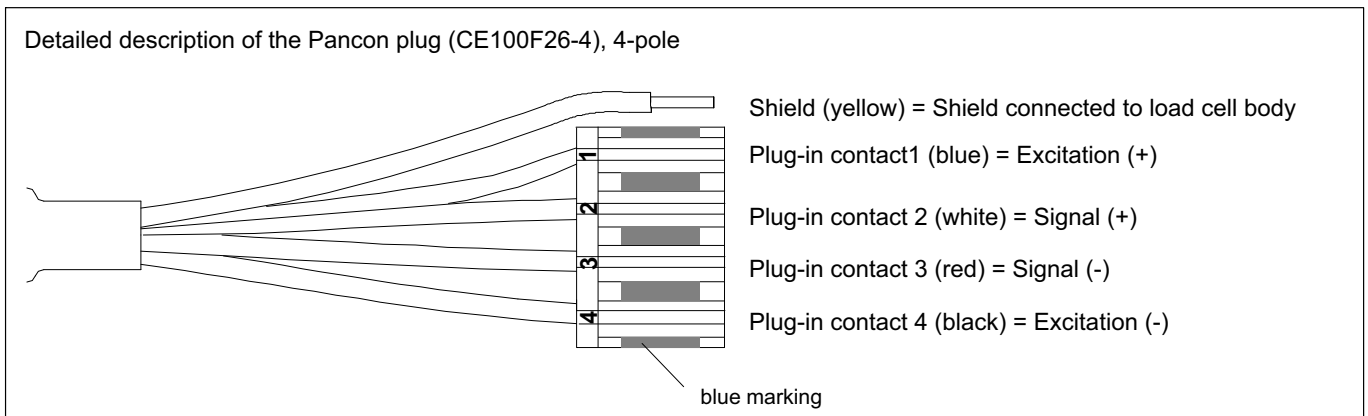 Detailed description of the Pancon plug (CE100F26-4), 4-pole
Shield (yellow) = Shield connected to load cell body
1
Plug-in contact1 (blue) = Excitation (+)
2
Plug-in contact 2 (white) = Signal (+)
3
Plug-in contact 3 (red) = Signal (-)
4
Plug-in contact 4 (black) = Excitation (-)
blue marking